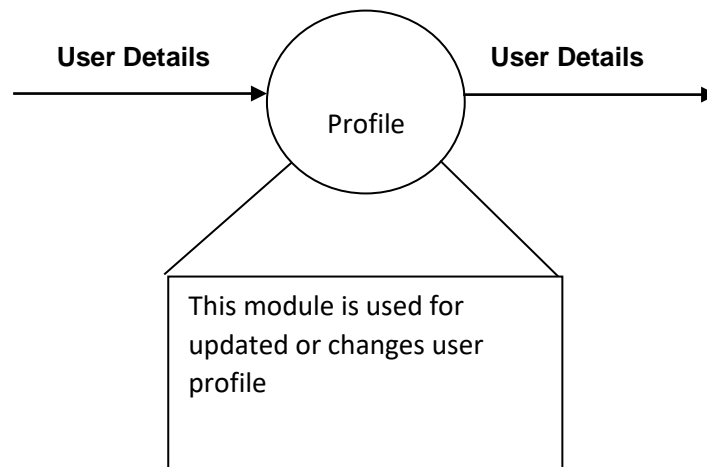 User Details
User Details
Profile
This module is used for
updated or changes user
profile